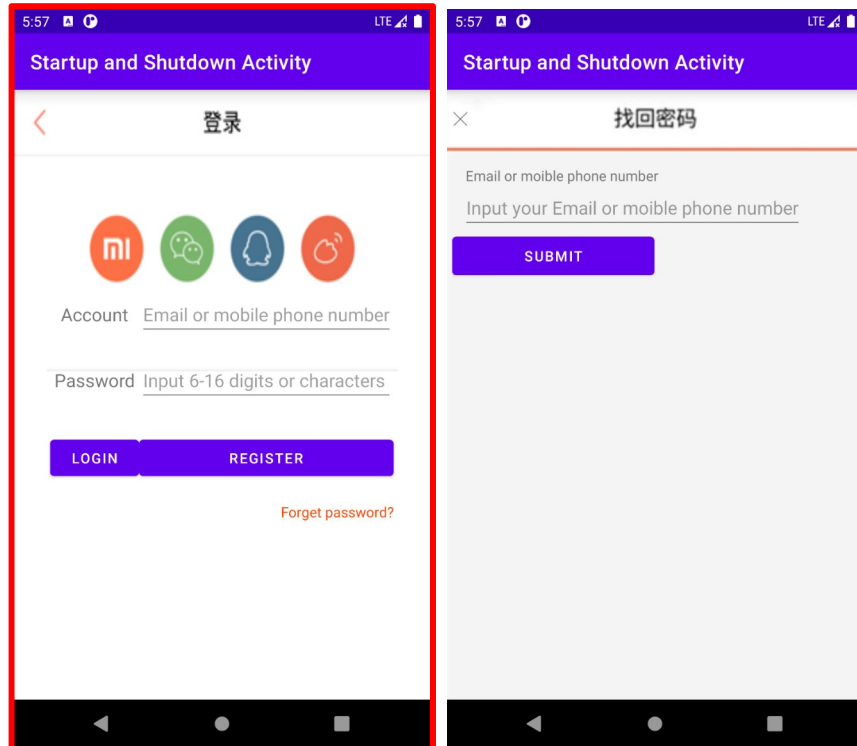 5:57 A LTE
Startup and Shutdown Activity
登录
mi
Account Email or mobile phone number
Password Input 6-16 digits or characters
LOGIN REGISTER
Forget password?
5:57 A LTE
Startup and Shutdown Activity
找回密码
Email or moible phone number
Input your Email or moible phone number
SUBMIT